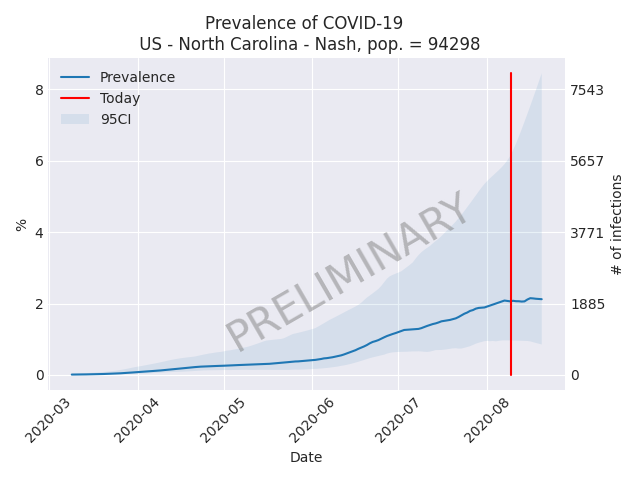 Prevalence of COVID-19
US - North Carolina - Nash, pop. = 94298
Prevalence
Today
95CI
8
6
4
2
0
%
7543
5657
3771
1885
0
# of infections
PRELIMINARY
2020-03
2020-04
2020-05
2020-06
2020-07
2020-08
Date